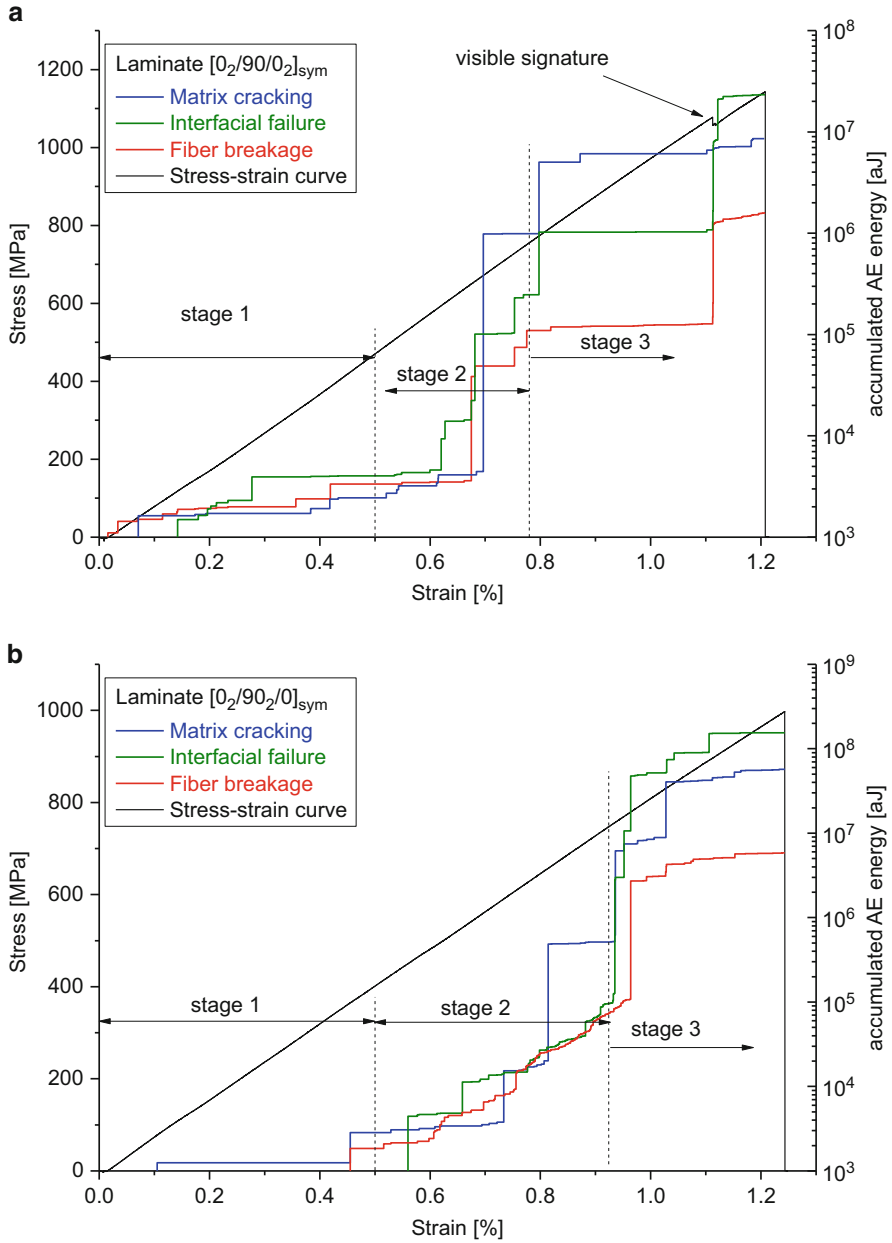 a
Laminate [0₂/90/0₂]sym
Matrix cracking
Interfacial failure
Fiber breakage
Stress-strain curve
visible signature
stage 1
stage 2
stage 3
Stress [MPa]
1200
1000
800
600
400
200
0
accumulated AE energy [aJ]
10⁸
10⁷
10⁶
10⁵
10⁴
10³
0.0 0.2 0.4 0.6 0.8 1.0 1.2
Strain [%]
b
Laminate [0₂/90₂/0]sym
Matrix cracking
Interfacial failure
Fiber breakage
Stress-strain curve
stage 1
stage 2
stage 3
Stress [MPa]
1000
800
600
400
200
0
accumulated AE energy [aJ]
10⁹
10⁸
10⁷
10⁶
10⁵
10⁴
10³
0.0 0.2 0.4 0.6 0.8 1.0 1.2
Strain [%]